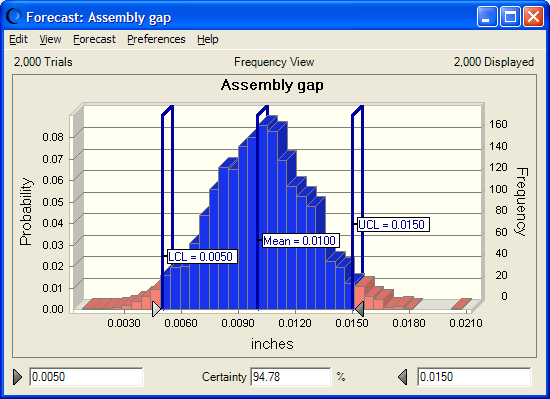 Forecast: Assembly gap
Edit View Forecast Preferences Help
2,000 Trials Frequency View 2,000 Displayed
Assembly gap
Probability
0.08
0.07
0.06
0.05
0.04
0.03
0.02
0.01
0.00
LCL = 0.0050
Mean = 0.0100
UCL = 0.0150
160
140
120
100
80
60
40
20
0
Frequency
0.0030 0.0060 0.0090 0.0120 0.0150 0.0180 0.0210
inches
0.0050 Certainty 94.78 % 0.0150